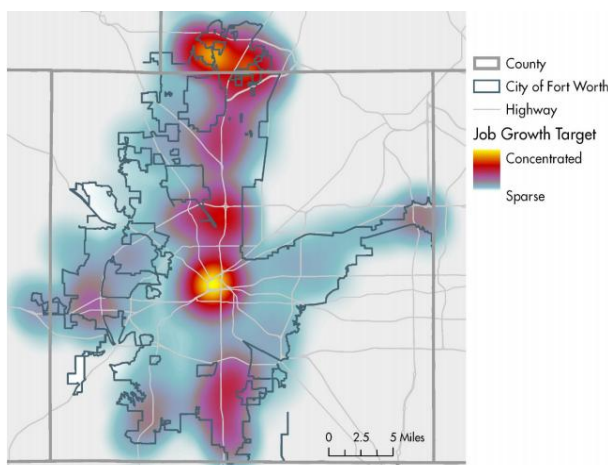 County
City of Fort Worth
Highway
Job Growth Target
Concentrated
Sparse
0 2.5 5 Miles